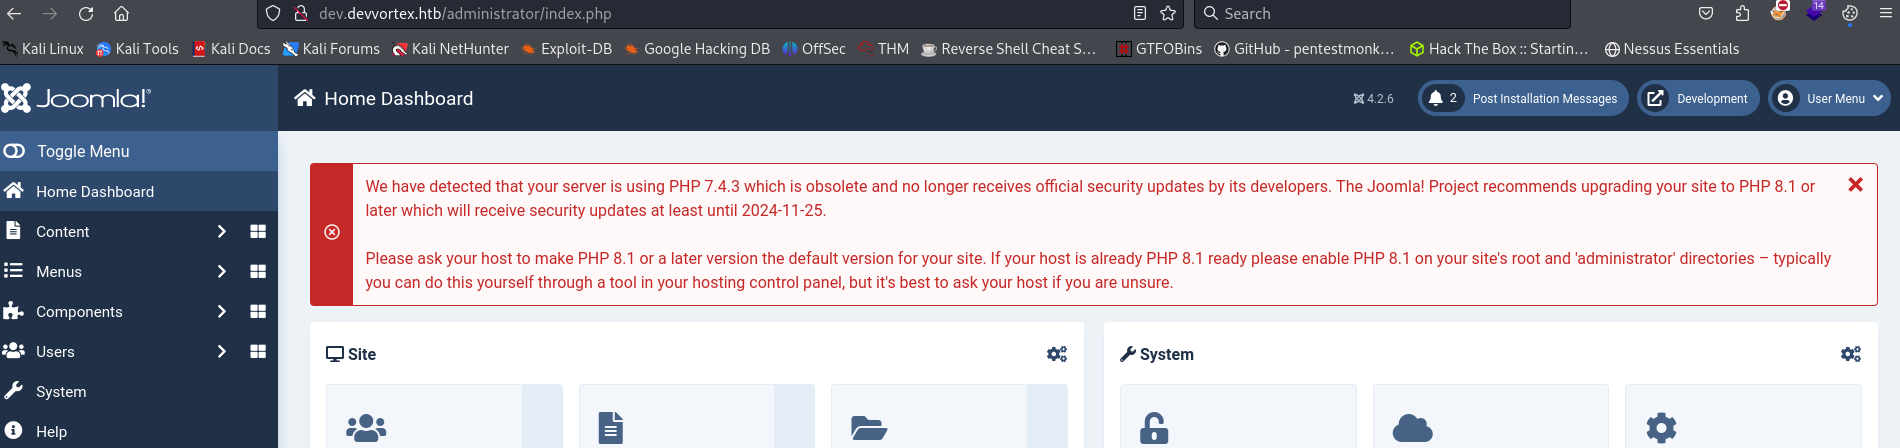 dev.devvortex.htb/administrator/index.php
Search
14
Kali Linux Kali Tools Kali Docs Kali Forums Kali NetHunter Exploit-DB Google Hacking DB OffSec THM Reverse Shell Cheat S... GTFOBins GitHub - pentestmonk... Hack The Box :: Startin... Nessus Essentials
Joomla!®
Home Dashboard
4.2.6
2 Post Installation Messages
Development
User Menu
Toggle Menu
Home Dashboard
Content
Menus
Components
Users
System
Help
We have detected that your server is using PHP 7.4.3 which is obsolete and no longer receives official security updates by its developers. The Joomla! Project recommends upgrading your site to PHP 8.1 or
later which will receive security updates at least until 2024-11-25.
Please ask your host to make PHP 8.1 or a later version the default version for your site. If your host is already PHP 8.1 ready please enable PHP 8.1 on your site's root and 'administrator' directories – typically
you can do this yourself through a tool in your hosting control panel, but it's best to ask your host if you are unsure.
Site
System